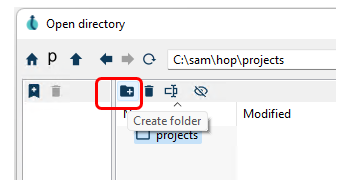 Open directory
p
C:\sam\hop\projects
N
Modified
Create folder
projects